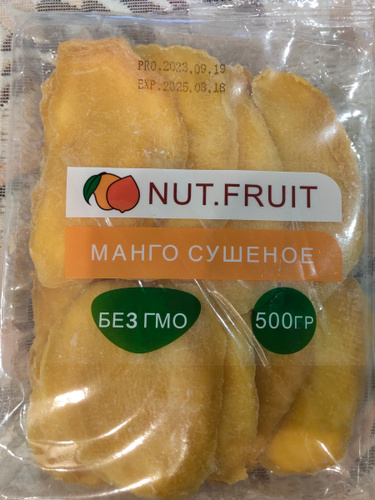 PRO.2023.09.19
EXP.2025.03.18
NUT.FRUIT
МАНГО СУШЕНОЕ
БЕЗ ГМО
500ГР